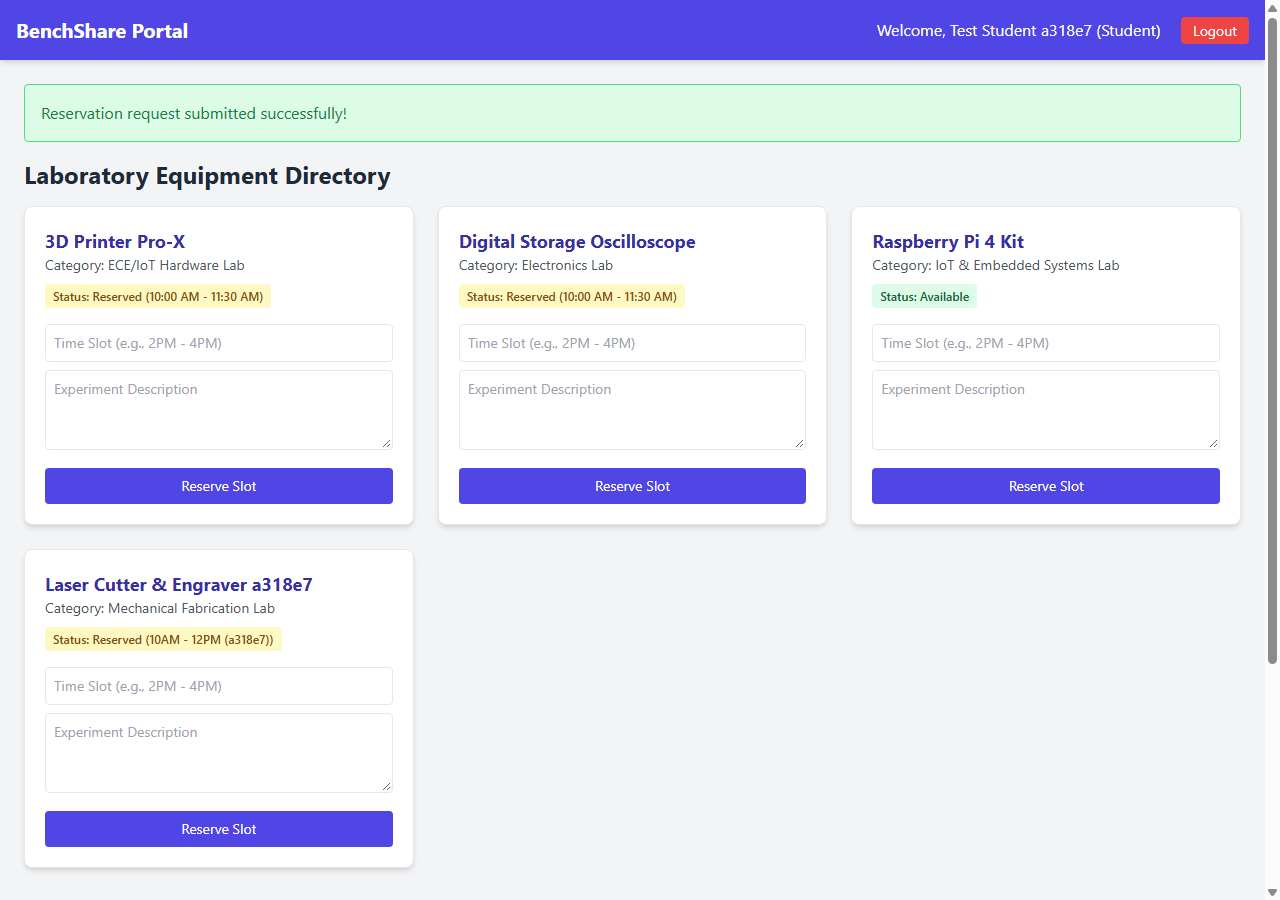 BenchShare Portal
Welcome, Test Student a318e7 (Student)
Logout
Reservation request submitted successfully!
Laboratory Equipment Directory
3D Printer Pro-X
Category: ECE/IoT Hardware Lab
Status: Reserved (10:00 AM - 11:30 AM)
Time Slot (e.g., 2PM - 4PM)
Experiment Description
Reserve Slot
Digital Storage Oscilloscope
Category: Electronics Lab
Status: Reserved (10:00 AM - 11:30 AM)
Time Slot (e.g., 2PM - 4PM)
Experiment Description
Reserve Slot
Raspberry Pi 4 Kit
Category: IoT & Embedded Systems Lab
Status: Available
Time Slot (e.g., 2PM - 4PM)
Experiment Description
Reserve Slot
Laser Cutter & Engraver a318e7
Category: Mechanical Fabrication Lab
Status: Reserved (10AM - 12PM (a318e7))
Time Slot (e.g., 2PM - 4PM)
Experiment Description
Reserve Slot